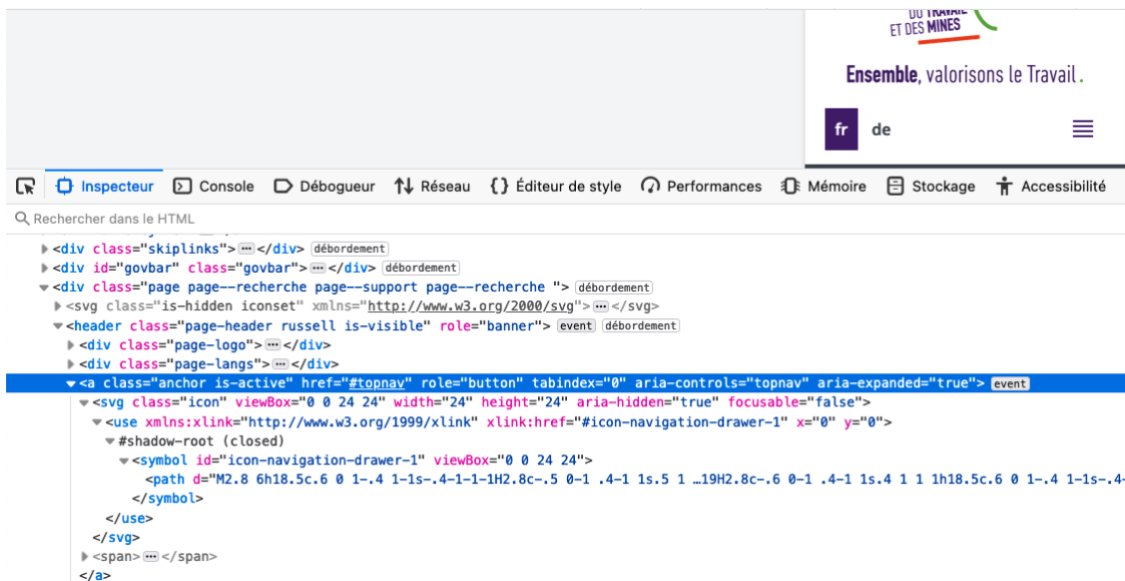 DU TRAVAIL
ET DES MINES
Ensemble, valorisons le Travail.
fr de
Inspecteur Console Débogueur Réseau Éditeur de style Performances Mémoire Stockage Accessibilité
Rechercher dans le HTML
<div class="skiplinks"> ⋯ </div> débordement
<div id="govbar" class="govbar"> ⋯ </div> débordement
<div class="page page--recherche page--support page--recherche "> débordement
<svg class="is-hidden iconset" xmlns="http://www.w3.org/2000/svg"> ⋯ </svg>
<header class="page-header russell is-visible" role="banner"> event débordement
<div class="page-logo"> ⋯ </div>
<div class="page-langs"> ⋯ </div>
<a class="anchor is-active" href="#topnav" role="button" tabindex="0" aria-controls="topnav" aria-expanded="true"> event
<svg class="icon" viewBox="0 0 24 24" width="24" height="24" aria-hidden="true" focusable="false">
<use xmlns:xlink="http://www.w3.org/1999/xlink" xlink:href="#icon-navigation-drawer-1" x="0" y="0">
#shadow-root (closed)
<symbol id="icon-navigation-drawer-1" viewBox="0 0 24 24">
<path d="M2.8 6h18.5c.6 0 1-.4 1-1s-.4-1-1-1H2.8c-.5 0-1 .4-1 1s.5 1 …19H2.8c-.6 0-1 .4-1 1s.4 1 1 1h18.5c.6 0 1-.4 1-1s-.4-
</symbol>
</use>
</svg>
<span> ⋯ </span>
</a>